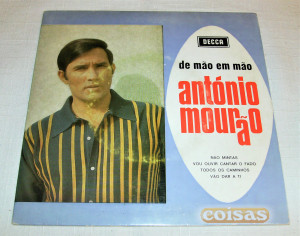 DECCA
de mão em mão
antónio
mourão
NÃO MINTAS
VOU OUVIR CANTAR O FADO
TODOS OS CAMINHOS
VÃO DAR A TI
coisas